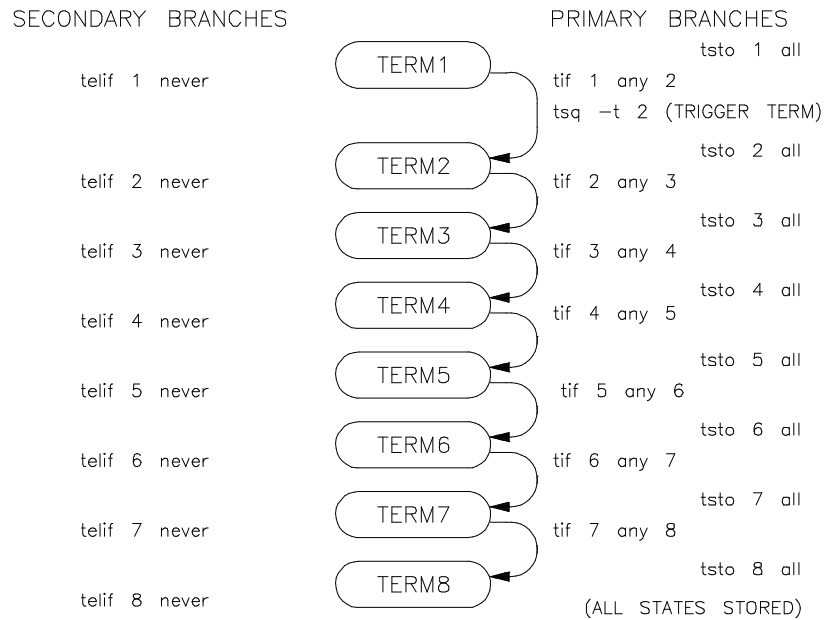 SECONDARY BRANCHES PRIMARY BRANCHES
TERM1 tsto 1 all
telif 1 never tif 1 any 2
tsq -t 2 (TRIGGER TERM)
TERM2 tsto 2 all
telif 2 never tif 2 any 3
TERM3 tsto 3 all
telif 3 never tif 3 any 4
TERM4 tsto 4 all
telif 4 never tif 4 any 5
TERM5 tsto 5 all
telif 5 never tif 5 any 6
TERM6 tsto 6 all
telif 6 never tif 6 any 7
TERM7 tsto 7 all
telif 7 never tif 7 any 8
TERM8 tsto 8 all
telif 8 never (ALL STATES STORED)